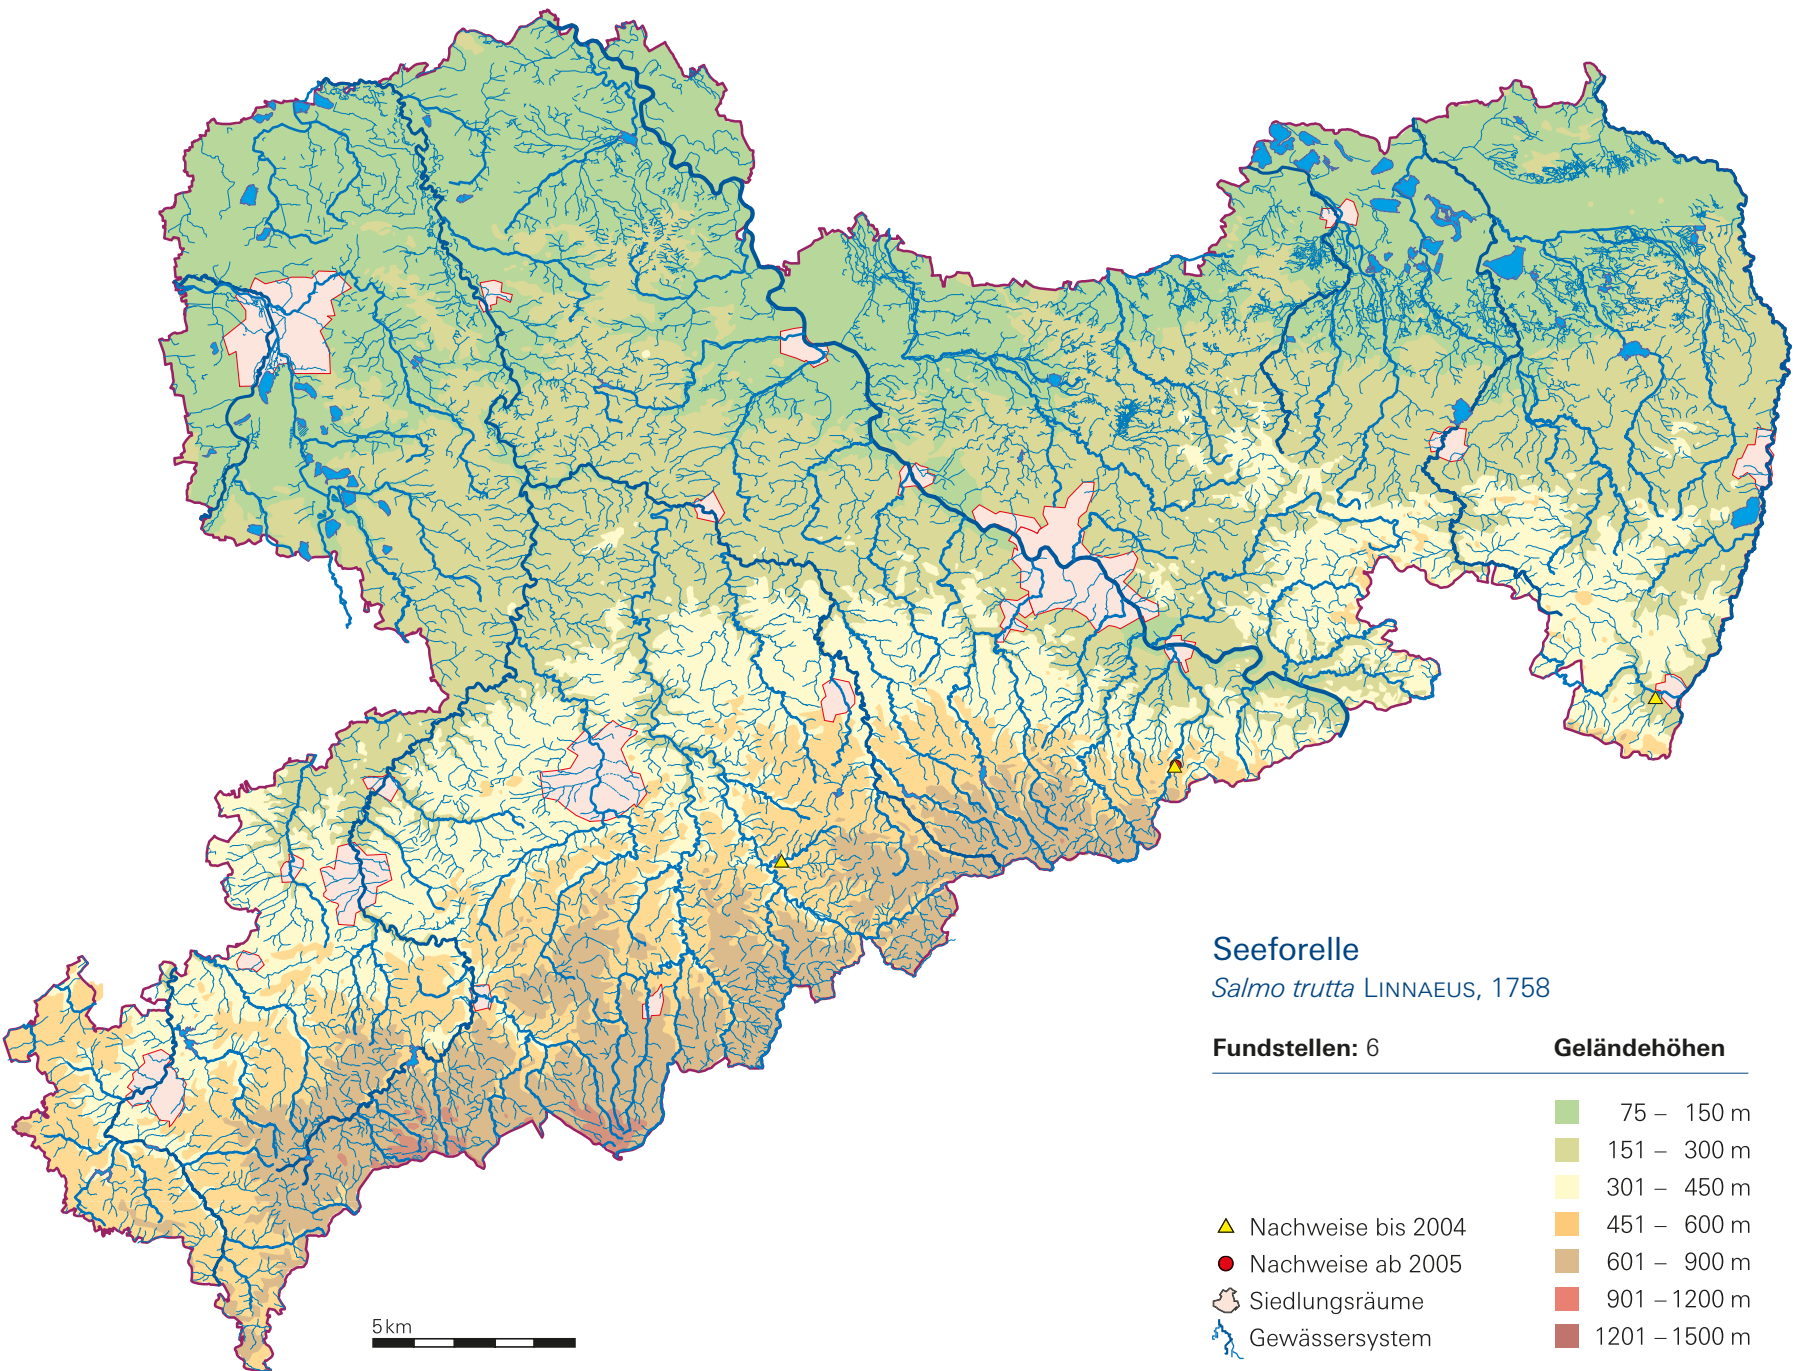 Seeforelle
Salmo trutta LINNAEUS, 1758
Fundstellen: 6 Geländehöhen
75 – 150 m
151 – 300 m
301 – 450 m
451 – 600 m
601 – 900 m
901 – 1200 m
1201 – 1500 m
Nachweise bis 2004
Nachweise ab 2005
Siedlungsräume
Gewässersystem
5 km